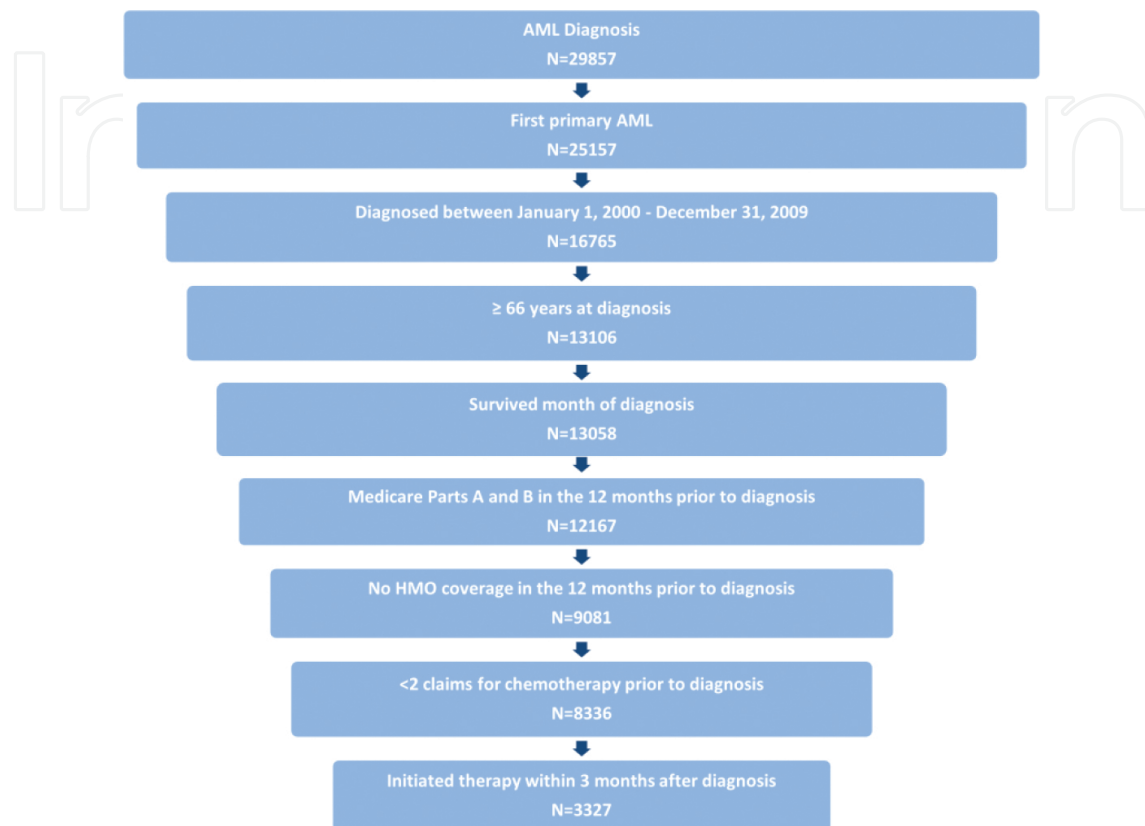 AML Diagnosis
N=29857
First primary AML
N=25157
Diagnosed between January 1, 2000 - December 31, 2009
N=16765
≥ 66 years at diagnosis
N=13106
Survived month of diagnosis
N=13058
Medicare Parts A and B in the 12 months prior to diagnosis
N=12167
No HMO coverage in the 12 months prior to diagnosis
N=9081
<2 claims for chemotherapy prior to diagnosis
N=8336
Initiated therapy within 3 months after diagnosis
N=3327